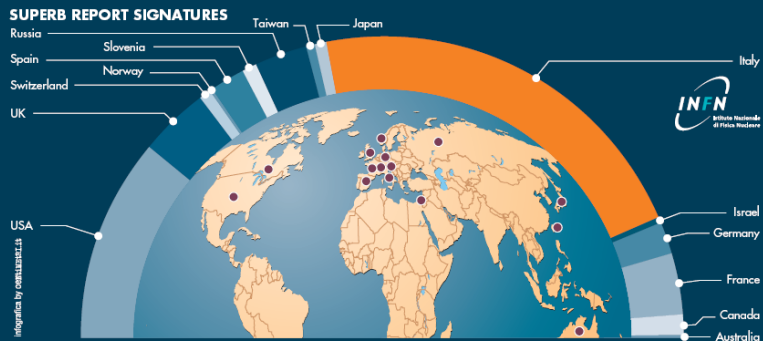 SUPERB REPORT SIGNATURES
Taiwan
Japan
Russia
Slovenia
Spain
Norway
Switzerland
UK
USA
Italy
INFN
Istituto Nazionale
di Fisica Nucleare
Israel
Germany
France
Canada
Australia
Infografica by